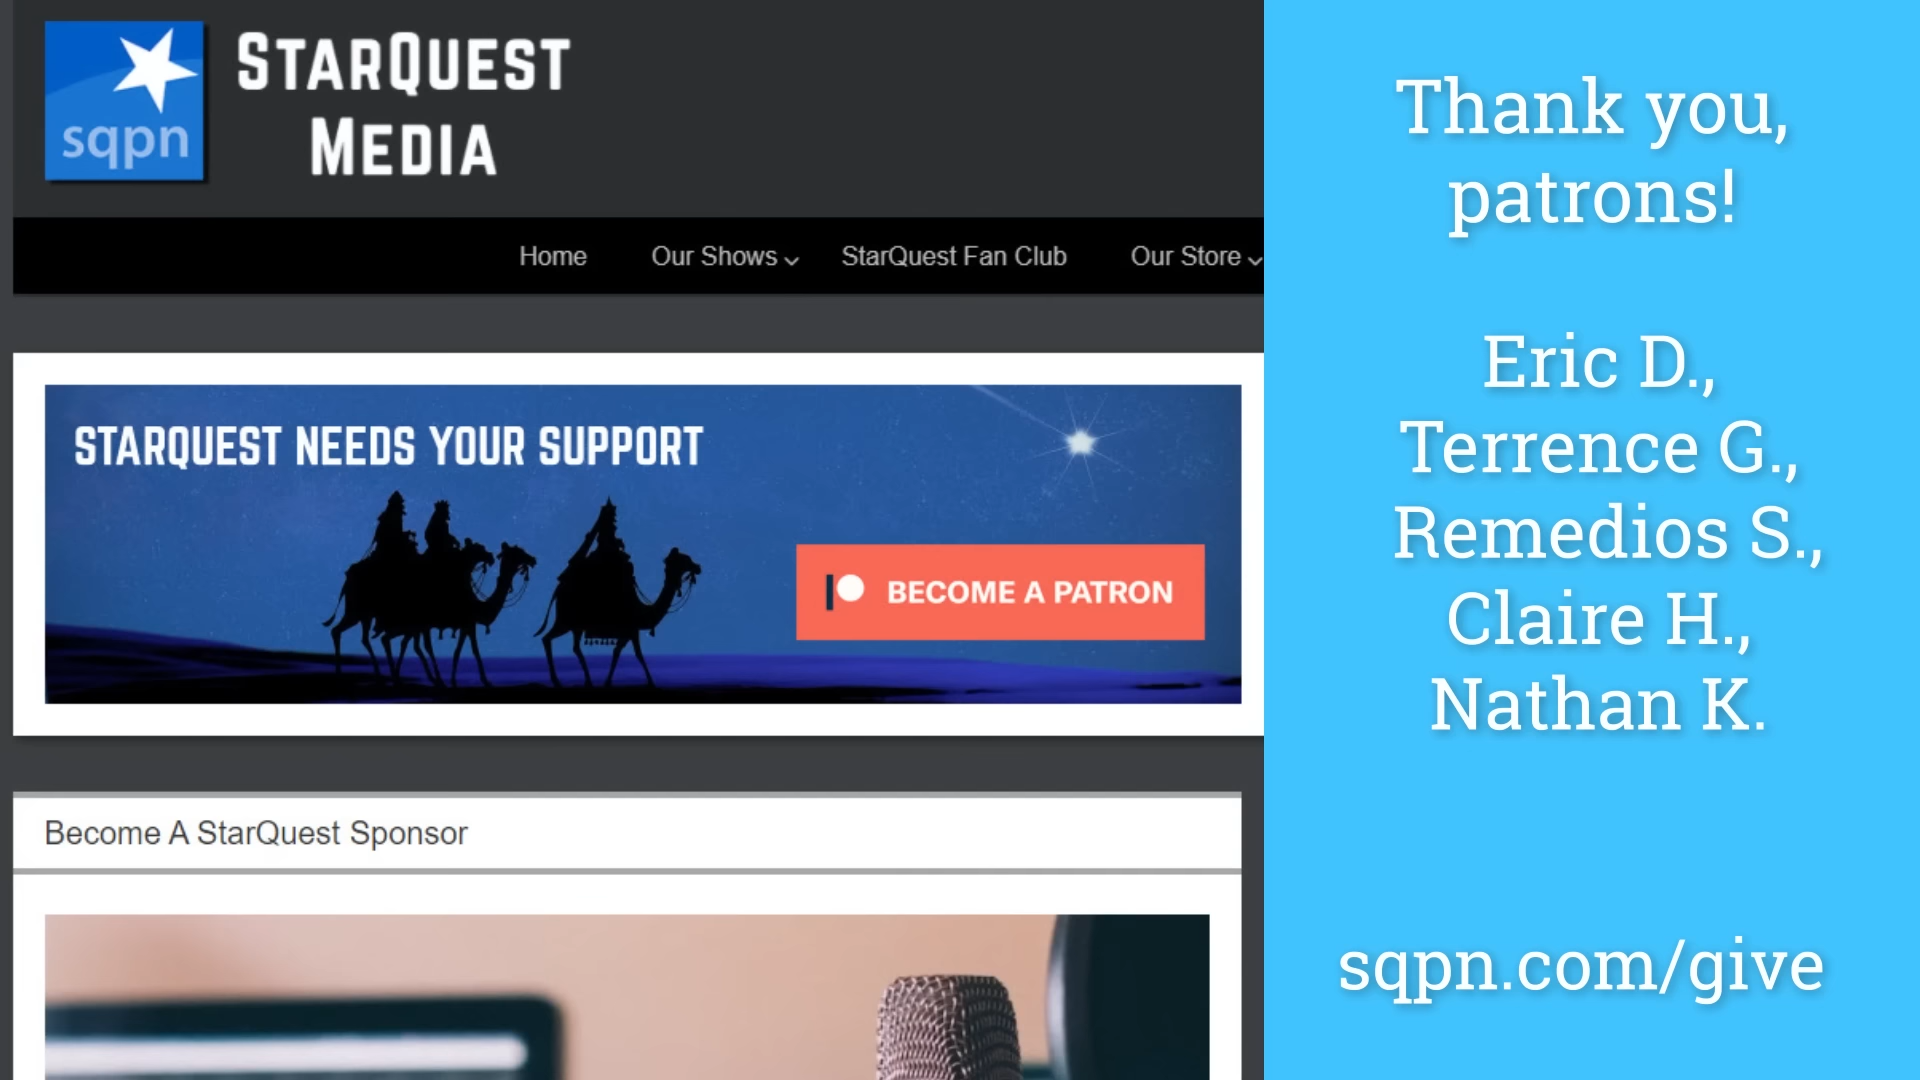 sqpn
STARQUEST
MEDIA
Home
Our Shows
StarQuest Fan Club
Our Store
STARQUEST NEEDS YOUR SUPPORT
BECOME A PATRON
Become A StarQuest Sponsor
Thank you,
patrons!
Eric D.,
Terrence G.,
Remedios S.,
Claire H.,
Nathan K.
sqpn.com/give